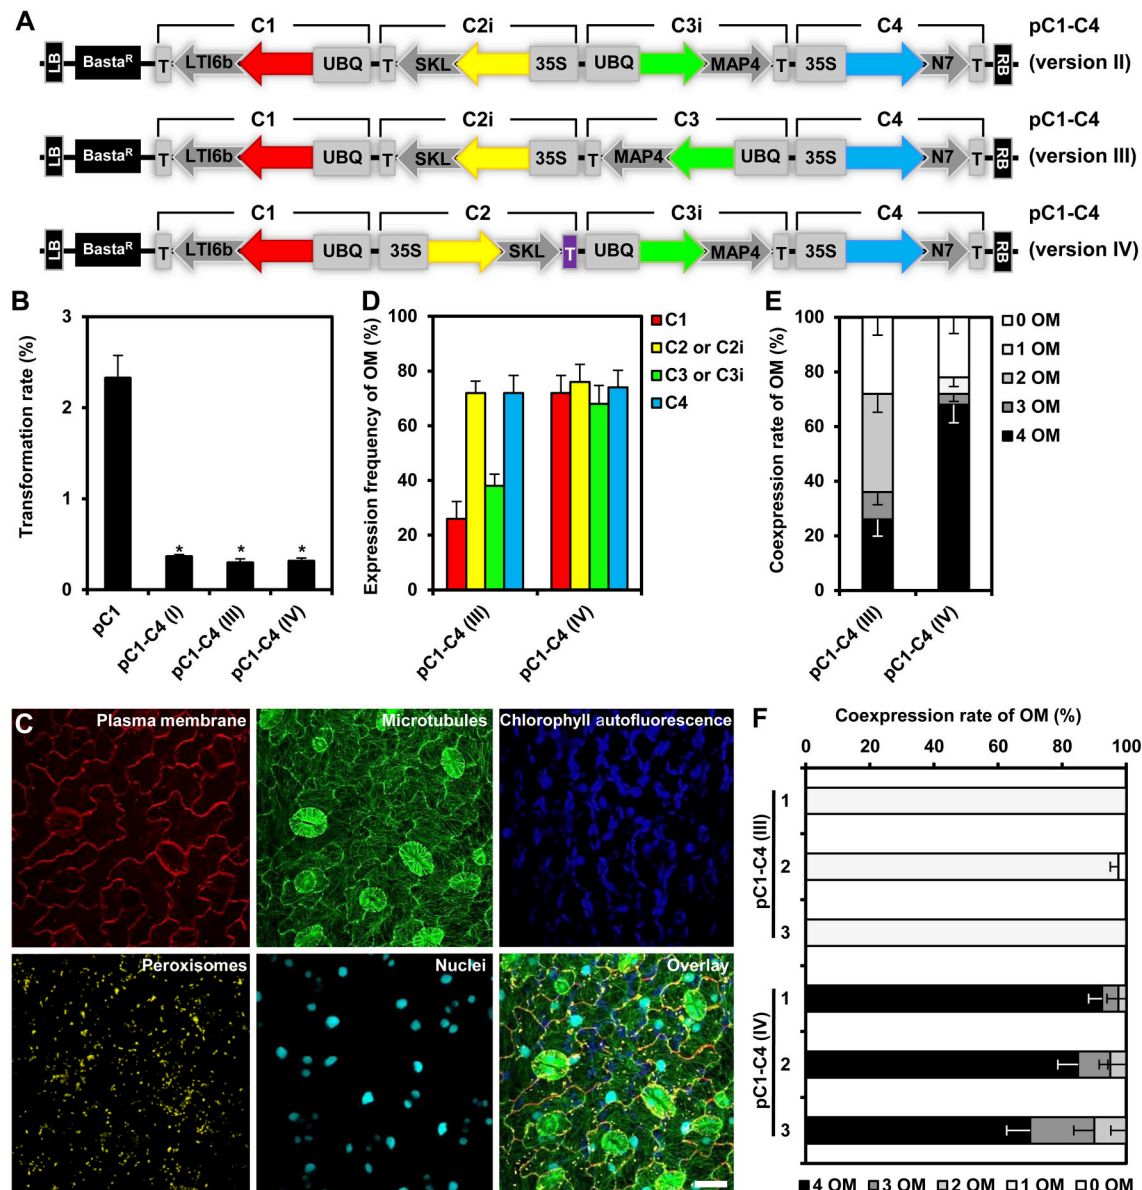 A
C1 C2i C3i C4 pC1-C4
LB Basta^R T LTI6b UBQ T SKL 35S UBQ MAP4 T 35S N7 T RB (version II)
C1 C2i C3 C4 pC1-C4
LB Basta^R T LTI6b UBQ T SKL 35S T MAP4 UBQ 35S N7 T RB (version III)
C1 C2 C3i C4 pC1-C4
LB Basta^R T LTI6b UBQ 35S SKL T UBQ MAP4 T 35S N7 T RB (version IV)
B
Transformation rate (%)
3
2
1
0
* * *
pC1
pC1-C4 (I)
pC1-C4 (III)
pC1-C4 (IV)
D
Expression frequency of OM (%)
100
80
60
40
20
0
C1
C2 or C2i
C3 or C3i
C4
pC1-C4 (III)
pC1-C4 (IV)
E
Coexpression rate of OM (%)
100
80
60
40
20
0
0 OM
1 OM
2 OM
3 OM
4 OM
pC1-C4 (III)
pC1-C4 (IV)
C
Plasma membrane
Microtubules
Chlorophyll autofluorescence
Peroxisomes
Nuclei
Overlay
F
Coexpression rate of OM (%)
0 20 40 60 80 100
pC1-C4 (III)
1
2
3
pC1-C4 (IV)
1
2
3
4 OM 3 OM 2 OM 1 OM 0 OM